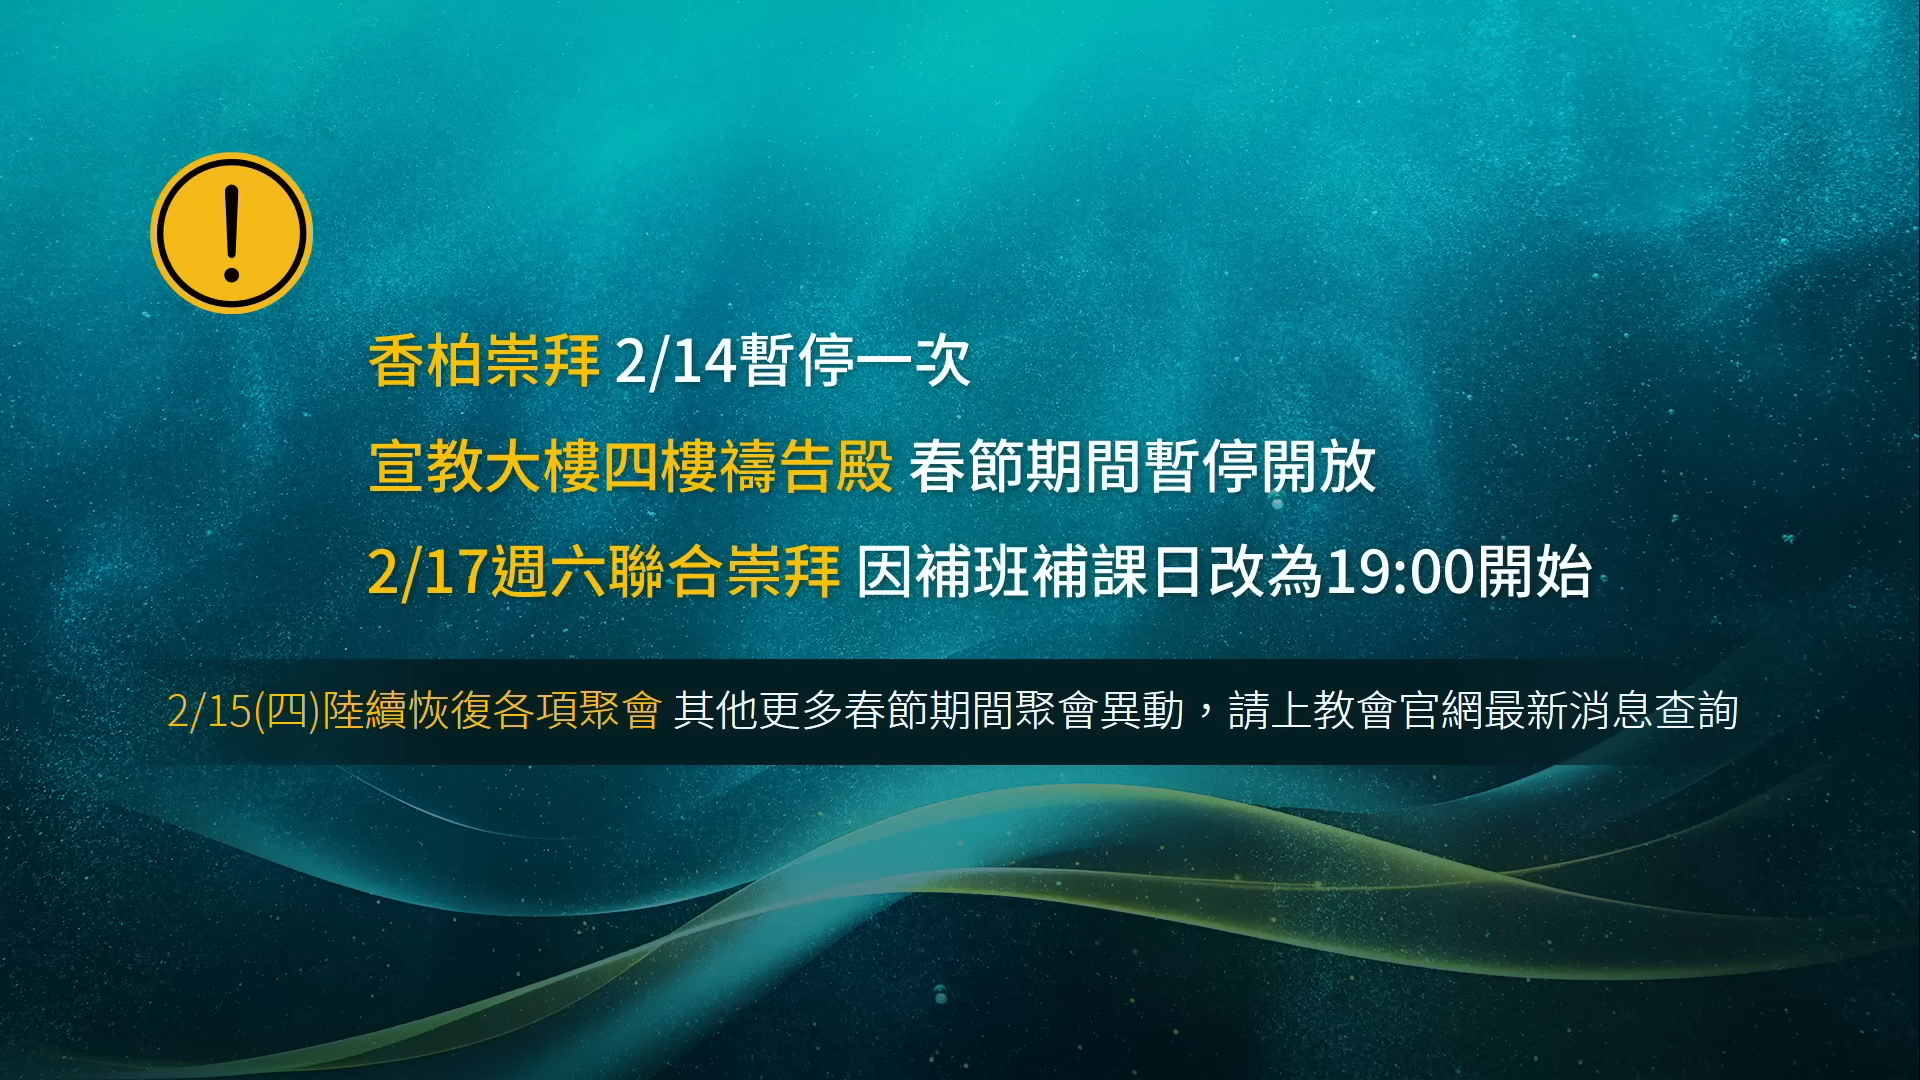 香柏崇拜 2/14暫停一次
宣教大樓四樓禱告殿 春節期間暫停開放
2/17週六聯合崇拜 因補班補課日改為19:00開始
2/15(四)陸續恢復各項聚會 其他更多春節期間聚會異動，請上教會官網最新消息查詢